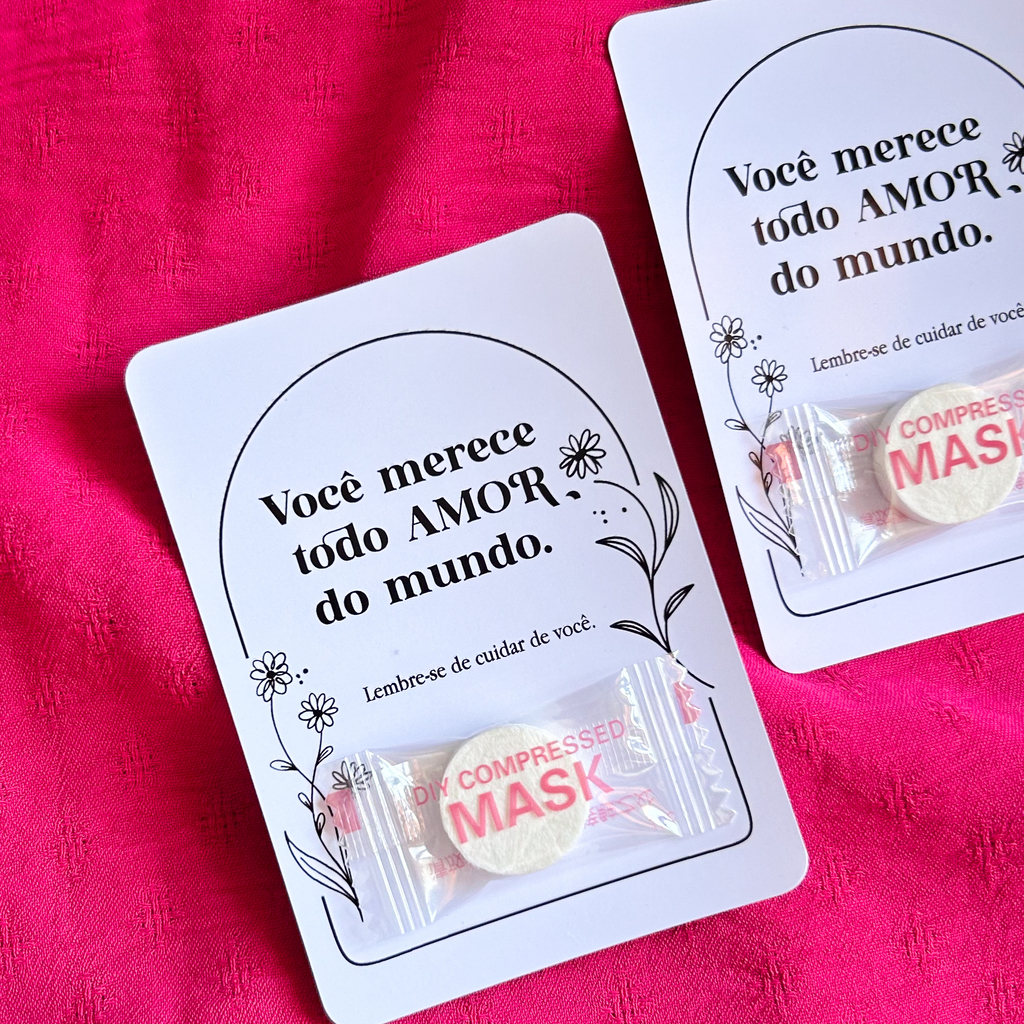 Você merece
todo AMOR
do mundo.
Lembre-se de cuidar de você.
DIY COMPRESSED
MASK
Você merece
todo AMOR
do mundo.
Lembre-se de cuidar de você
DIY COMPRESS
MASK